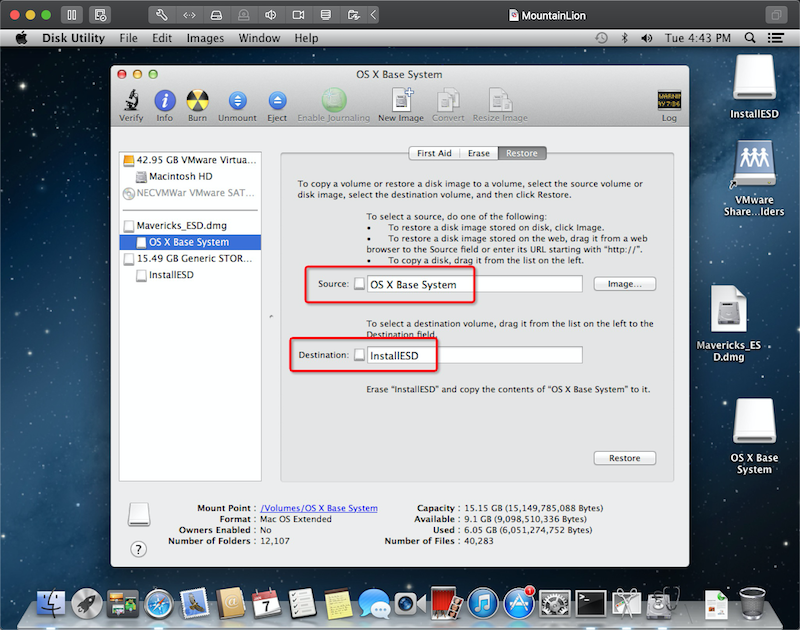 MountainLion
Disk Utility File Edit Images Window Help Tue 4:43 PM
OS X Base System
Verify Info Burn Unmount Eject Enable Journaling New Image Convert Resize Image Log
First Aid Erase Restore
42.95 GB VMware Virtua...
Macintosh HD
NECVMWar VMware SAT...
Mavericks_ESD.dmg
OS X Base System
15.49 GB Generic STOR...
InstallESD
To copy a volume or restore a disk image to a volume, select the source volume or
disk image, select the destination volume, and then click Restore.
To select a source, do one of the following:
• To restore a disk image stored on disk, click Image.
• To restore a disk image stored on the web, drag it from a web
browser to the Source field or enter its URL starting with "http://".
• To copy a disk, drag it from the list on the left.
Source: OS X Base System Image...
To select a destination volume, drag it from the list on the left to the
Destination field.
Destination: InstallESD
Erase "InstallESD" and copy the contents of "OS X Base System" to it.
Restore
Mount Point : /Volumes/OS X Base System
Format : Mac OS Extended
Owners Enabled : No
Number of Folders : 12,107
Capacity : 15.15 GB (15,149,785,088 Bytes)
Available : 9.1 GB (9,098,510,336 Bytes)
Used : 6.05 GB (6,051,274,752 Bytes)
Number of Files : 40,283
?
InstallESD
VMware
Share...lders
Mavericks_ES
D.dmg
OS X Base
System
7
1